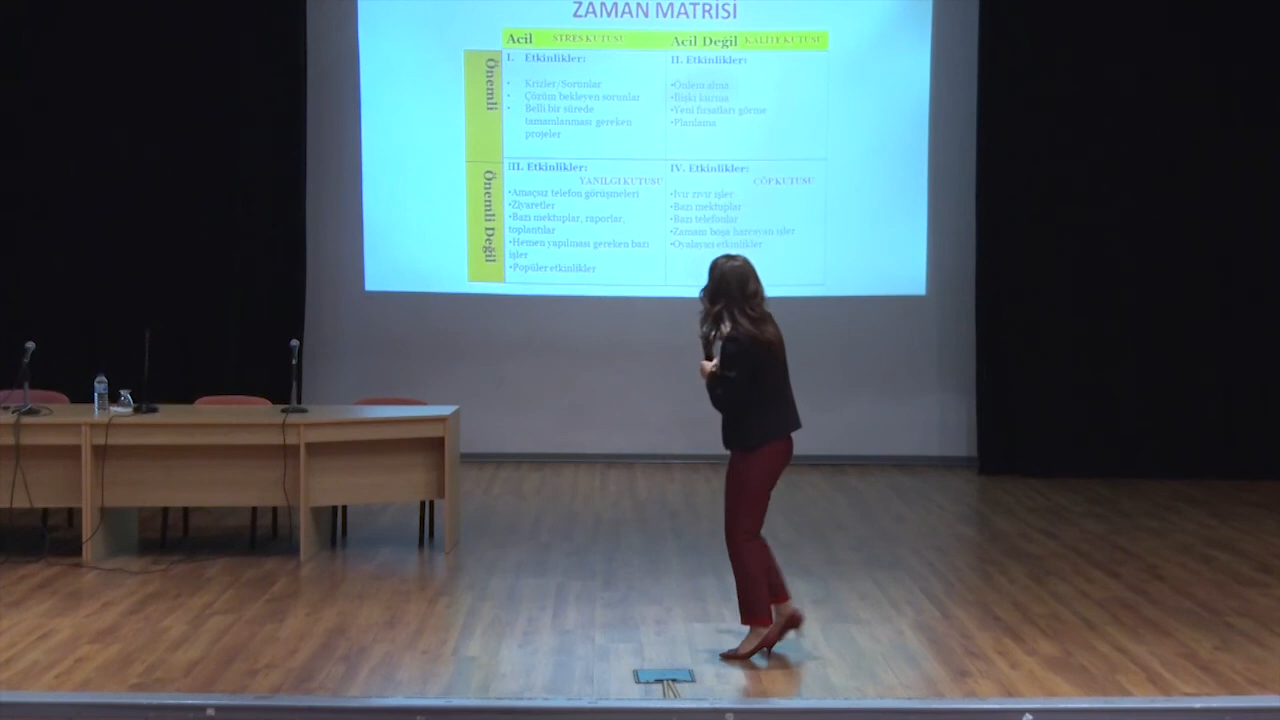 ZAMAN MATRİSİ
Acil STRES KUTUSU
Acil Değil KALİTE KUTUSU
Önemli
I. Etkinlikler:
• Krizler/Sorunlar
• Çözüm bekleyen sorunlar
• Belli bir sürede
tamamlanması gereken
projeler
II. Etkinlikler:
•Önlem alma
•İlişki kurma
•Yeni fırsatları görme
•Planlama
Önemli Değil
III. Etkinlikler:
YANILGI KUTUSU
•Amaçsız telefon görüşmeleri
•Ziyaretler
•Bazı mektuplar, raporlar,
toplantılar
•Hemen yapılması gereken bazı
işler
•Popüler etkinlikler
IV. Etkinlikler:
ÇÖP KUTUSU
•Ivır zıvır işler
•Bazı mektuplar
•Bazı telefonlar
•Zamanı boşa harcayan işler
•Oyalayıcı etkinlikler